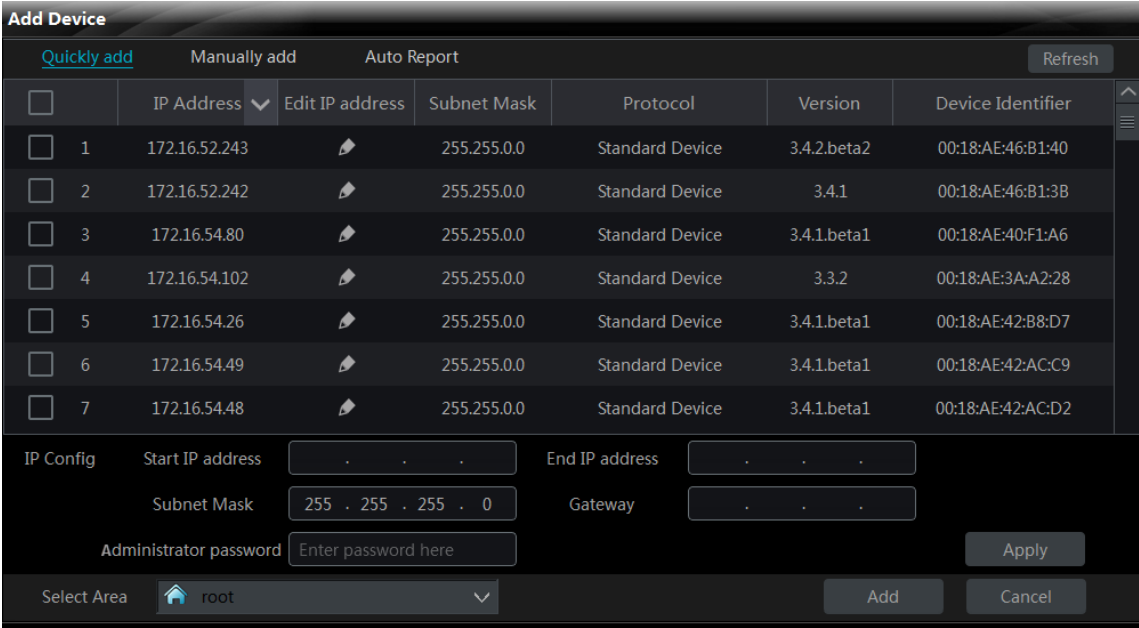 Add Device
Quickly add Manually add Auto Report Refresh
IP Address Edit IP address Subnet Mask Protocol Version Device Identifier
1 172.16.52.243 255.255.0.0 Standard Device 3.4.2.beta2 00:18:AE:46:B1:40
2 172.16.52.242 255.255.0.0 Standard Device 3.4.1 00:18:AE:46:B1:3B
3 172.16.54.80 255.255.0.0 Standard Device 3.4.1.beta1 00:18:AE:40:F1:A6
4 172.16.54.102 255.255.0.0 Standard Device 3.3.2 00:18:AE:3A:A2:28
5 172.16.54.26 255.255.0.0 Standard Device 3.4.1.beta1 00:18:AE:42:B8:D7
6 172.16.54.49 255.255.0.0 Standard Device 3.4.1.beta1 00:18:AE:42:AC:C9
7 172.16.54.48 255.255.0.0 Standard Device 3.4.1.beta1 00:18:AE:42:AC:D2
IP Config Start IP address . . . End IP address . . .
Subnet Mask 255 . 255 . 255 . 0 Gateway . . .
Administrator password Enter password here Apply
Select Area root Add Cancel